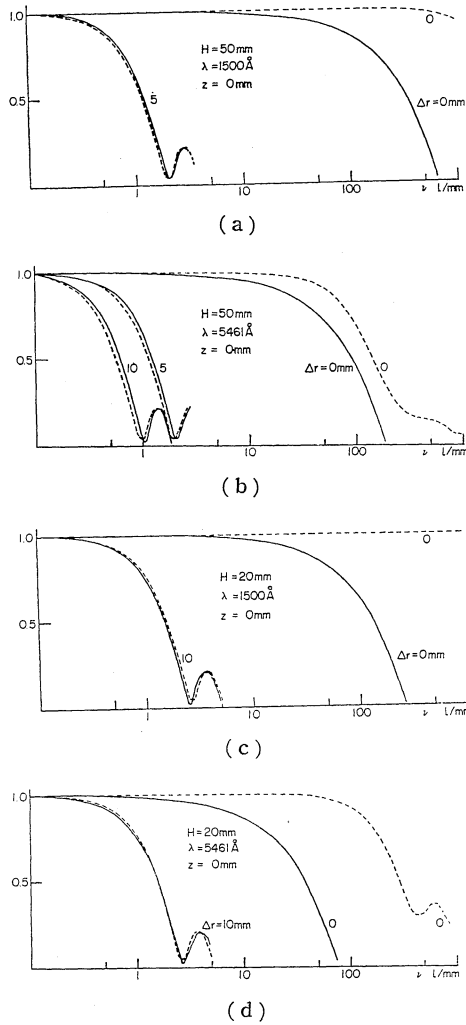 1.0
0
H=50mm
λ=1500Å
z = 0mm
0.5
5
Δr=0mm
1 10 100 ν l/mm
(a)
1.0
H=50mm
λ=5461Å
z = 0mm
0.5
10 5 Δr=0mm 0
1 10 100 ν l/mm
(b)
1.0
0
H=20mm
λ=1500Å
z = 0mm
0.5
10
Δr=0mm
1 10 100 ν l/mm
(c)
1.0
H=20mm
λ=5461Å
z = 0mm
0.5
Δr=10mm 0 0
1 10 100 ν l/mm
(d)